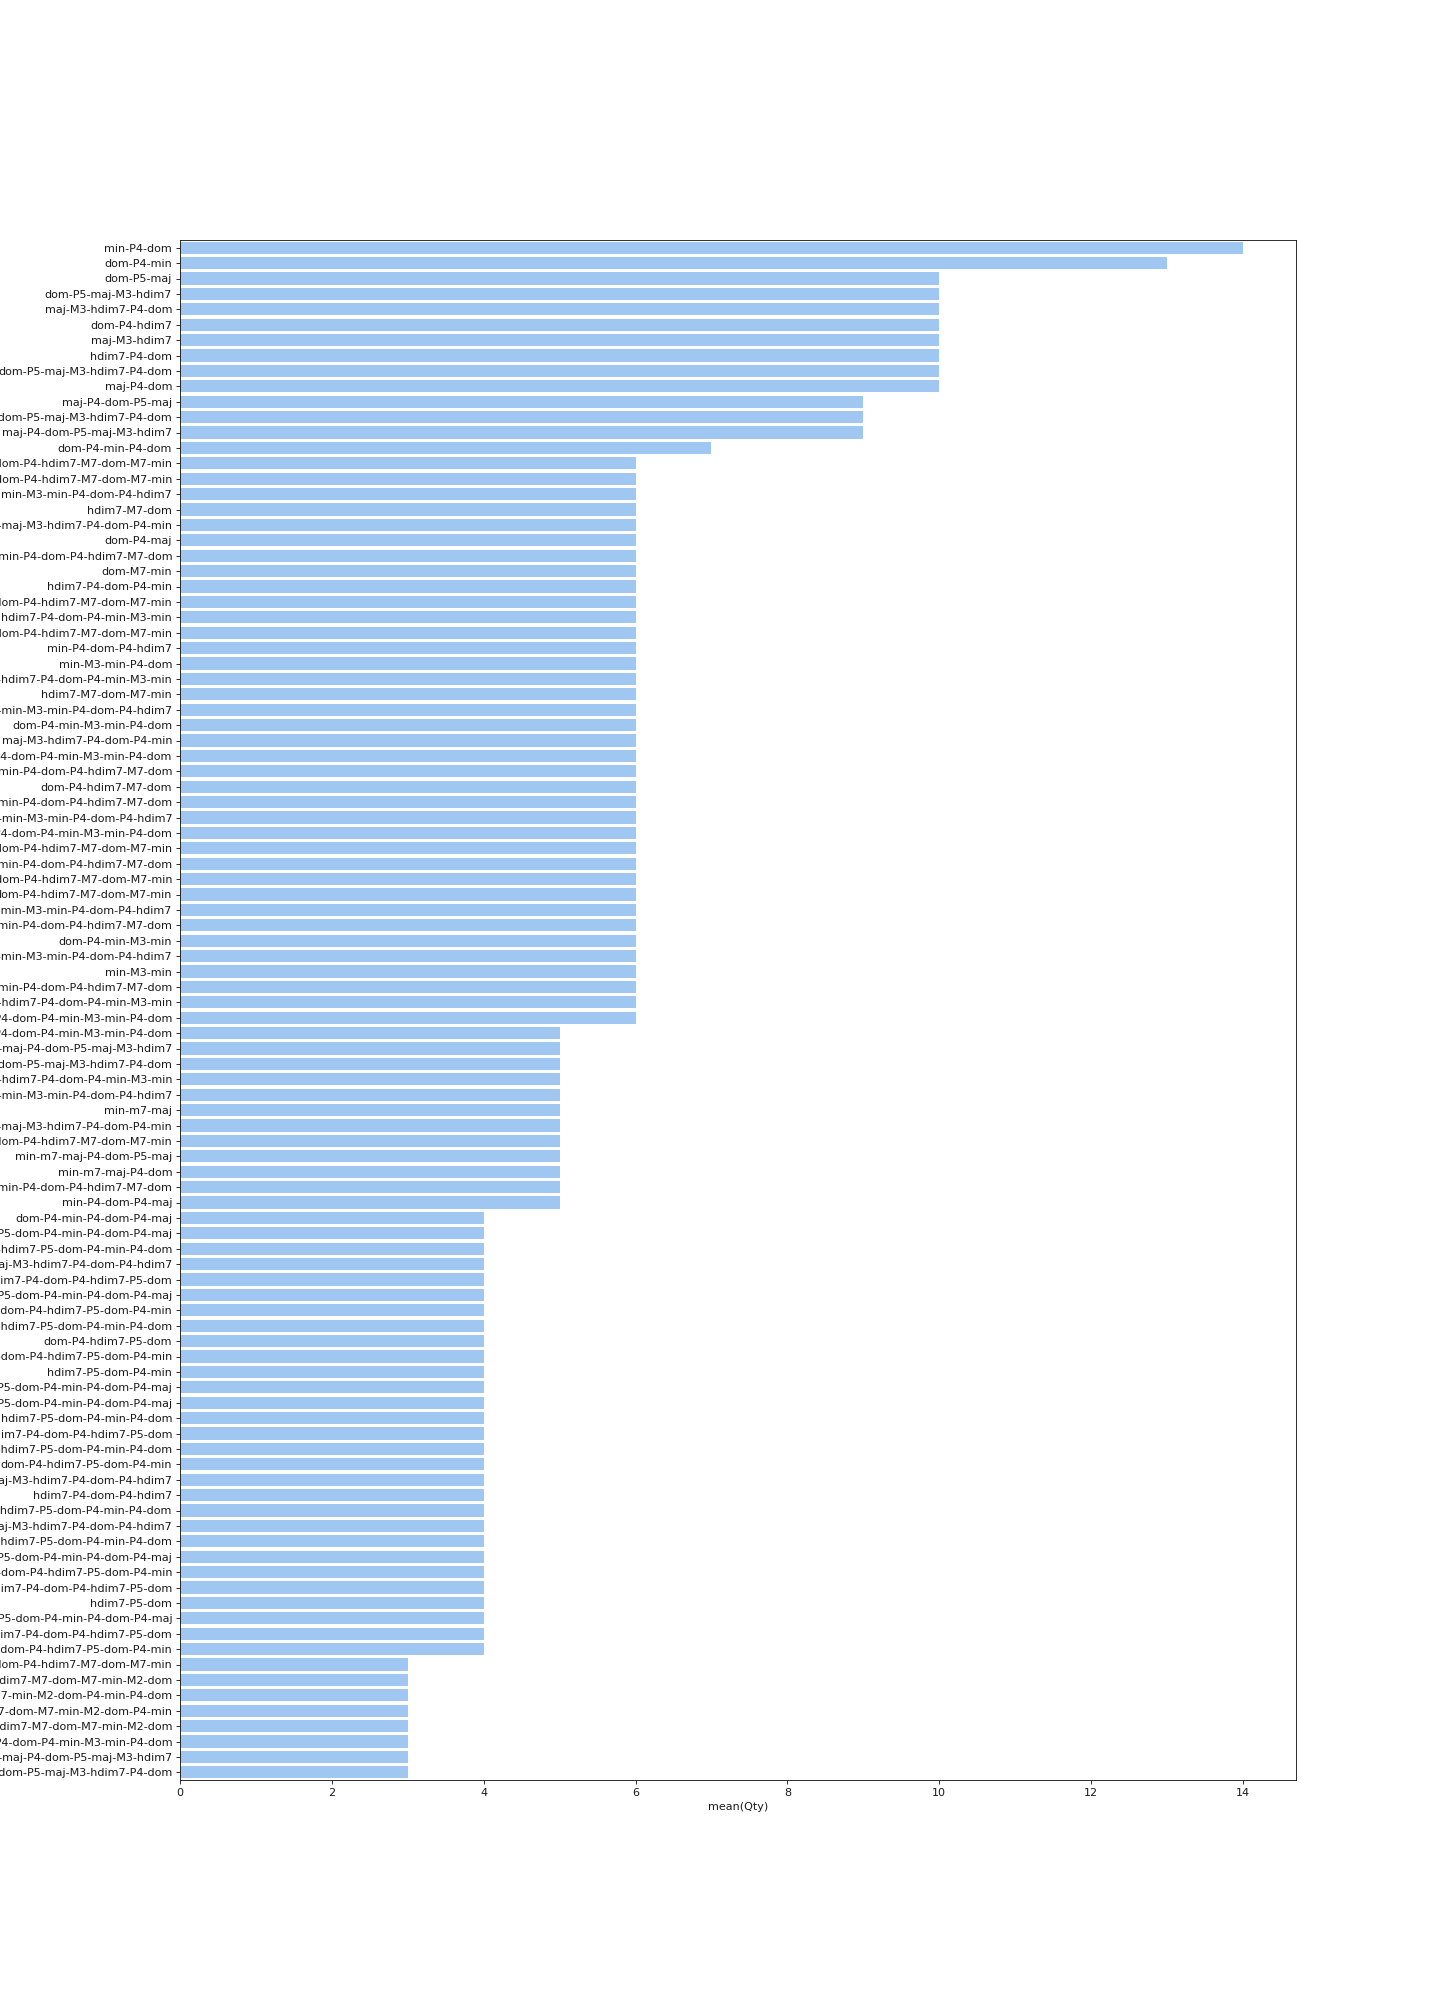 min-P4-dom
dom-P4-min
dom-P5-maj
dom-P5-maj-M3-hdim7
maj-M3-hdim7-P4-dom
dom-P4-hdim7
maj-M3-hdim7
hdim7-P4-dom
dom-P5-maj-M3-hdim7-P4-dom
maj-P4-dom
maj-P4-dom-P5-maj
dom-P5-maj-M3-hdim7-P4-dom
maj-P4-dom-P5-maj-M3-hdim7
dom-P4-min-P4-dom
dom-P4-hdim7-M7-dom-M7-min
dom-P4-hdim7-M7-dom-M7-min
min-M3-min-P4-dom-P4-hdim7
hdim7-M7-dom
-maj-M3-hdim7-P4-dom-P4-min
dom-P4-maj
min-P4-dom-P4-hdim7-M7-dom
dom-M7-min
hdim7-P4-dom-P4-min
dom-P4-hdim7-M7-dom-M7-min
hdim7-P4-dom-P4-min-M3-min
dom-P4-hdim7-M7-dom-M7-min
min-P4-dom-P4-hdim7
min-M3-min-P4-dom
-hdim7-P4-dom-P4-min-M3-min
hdim7-M7-dom-M7-min
-min-M3-min-P4-dom-P4-hdim7
dom-P4-min-M3-min-P4-dom
maj-M3-hdim7-P4-dom-P4-min
P4-dom-P4-min-M3-min-P4-dom
min-P4-dom-P4-hdim7-M7-dom
dom-P4-hdim7-M7-dom
min-P4-dom-P4-hdim7-M7-dom
-min-M3-min-P4-dom-P4-hdim7
P4-dom-P4-min-M3-min-P4-dom
dom-P4-hdim7-M7-dom-M7-min
min-P4-dom-P4-hdim7-M7-dom
dom-P4-hdim7-M7-dom-M7-min
dom-P4-hdim7-M7-dom-M7-min
min-M3-min-P4-dom-P4-hdim7
min-P4-dom-P4-hdim7-M7-dom
dom-P4-min-M3-min
-min-M3-min-P4-dom-P4-hdim7
min-M3-min
min-P4-dom-P4-hdim7-M7-dom
-hdim7-P4-dom-P4-min-M3-min
P4-dom-P4-min-M3-min-P4-dom
P4-dom-P4-min-M3-min-P4-dom
-maj-P4-dom-P5-maj-M3-hdim7
dom-P5-maj-M3-hdim7-P4-dom
-hdim7-P4-dom-P4-min-M3-min
-min-M3-min-P4-dom-P4-hdim7
min-m7-maj
-maj-M3-hdim7-P4-dom-P4-min
dom-P4-hdim7-M7-dom-M7-min
min-m7-maj-P4-dom-P5-maj
min-m7-maj-P4-dom
min-P4-dom-P4-hdim7-M7-dom
min-P4-dom-P4-maj
dom-P4-min-P4-dom-P4-maj
P5-dom-P4-min-P4-dom-P4-maj
-hdim7-P5-dom-P4-min-P4-dom
aj-M3-hdim7-P4-dom-P4-hdim7
im7-P4-dom-P4-hdim7-P5-dom
P5-dom-P4-min-P4-dom-P4-maj
dom-P4-hdim7-P5-dom-P4-min
-hdim7-P5-dom-P4-min-P4-dom
dom-P4-hdim7-P5-dom
dom-P4-hdim7-P5-dom-P4-min
hdim7-P5-dom-P4-min
P5-dom-P4-min-P4-dom-P4-maj
P5-dom-P4-min-P4-dom-P4-maj
hdim7-P5-dom-P4-min-P4-dom
im7-P4-dom-P4-hdim7-P5-dom
hdim7-P5-dom-P4-min-P4-dom
dom-P4-hdim7-P5-dom-P4-min
aj-M3-hdim7-P4-dom-P4-hdim7
hdim7-P4-dom-P4-hdim7
hdim7-P5-dom-P4-min-P4-dom
aj-M3-hdim7-P4-dom-P4-hdim7
hdim7-P5-dom-P4-min-P4-dom
P5-dom-P4-min-P4-dom-P4-maj
-dom-P4-hdim7-P5-dom-P4-min
im7-P4-dom-P4-hdim7-P5-dom
hdim7-P5-dom
P5-dom-P4-min-P4-dom-P4-maj
im7-P4-dom-P4-hdim7-P5-dom
dom-P4-hdim7-P5-dom-P4-min
dom-P4-hdim7-M7-dom-M7-min
dim7-M7-dom-M7-min-M2-dom
7-min-M2-dom-P4-min-P4-dom
7-dom-M7-min-M2-dom-P4-min
dim7-M7-dom-M7-min-M2-dom
P4-dom-P4-min-M3-min-P4-dom
-maj-P4-dom-P5-maj-M3-hdim7
dom-P5-maj-M3-hdim7-P4-dom
0 2 4 6 8 10 12 14
mean(Qty)